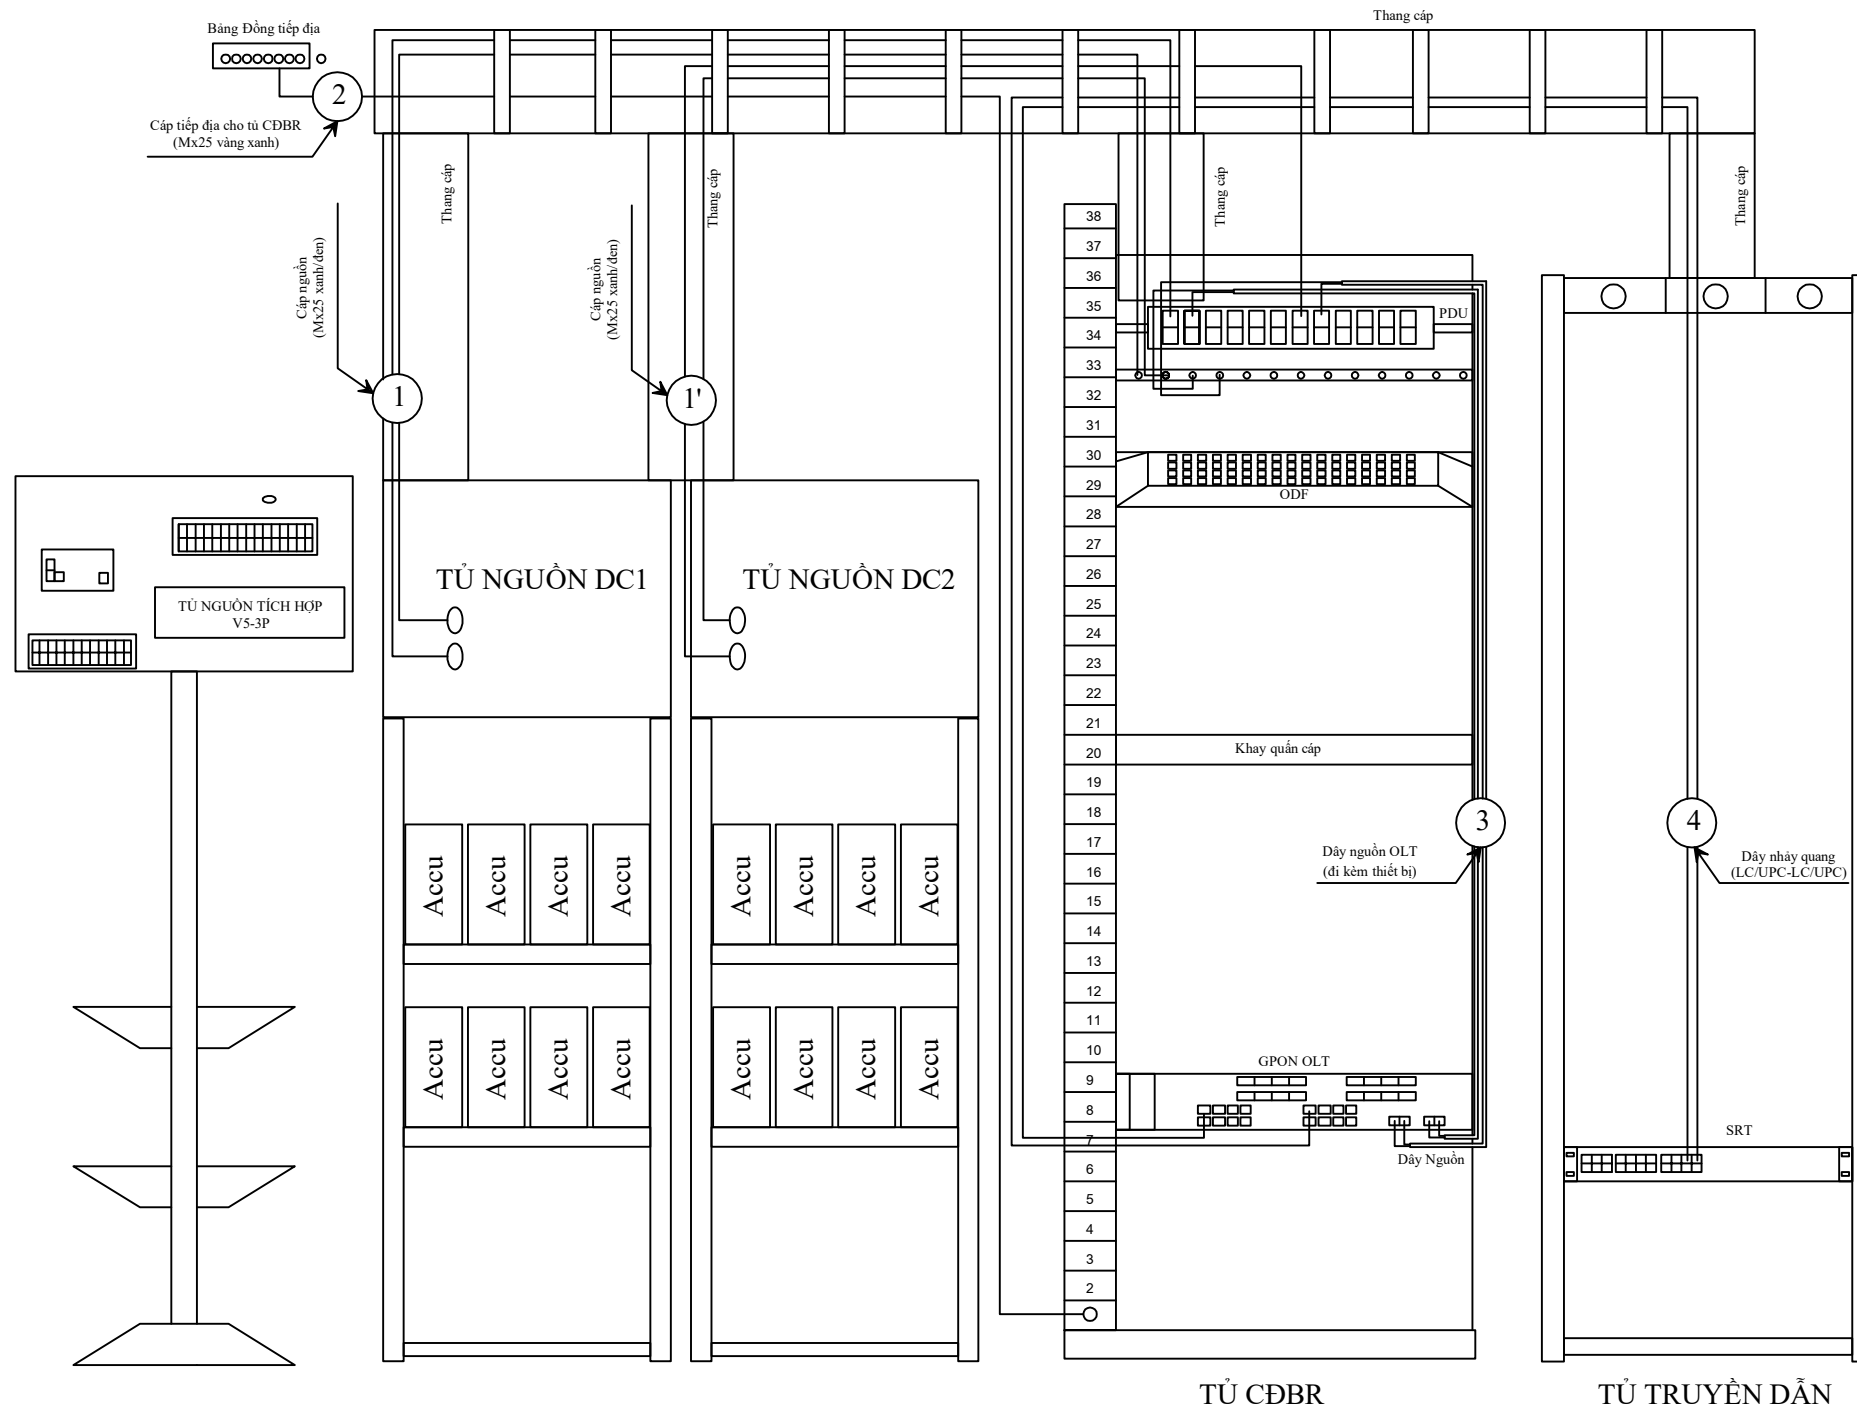 Thang cáp
Bảng Đồng tiếp địa
2
Cáp tiếp địa cho tủ CĐBR
(Mx25 vàng xanh)
Thang cáp
Thang cáp
Thang cáp
Thang cáp
Cáp nguồn
(Mx25 xanh/đen)
1
Cáp nguồn
(Mx25 xanh/đen)
1'
TỦ NGUỒN TÍCH HỢP
V5-3P
TỦ NGUỒN DC1
TỦ NGUỒN DC2
Accu Accu Accu Accu
Accu Accu Accu Accu
Accu Accu Accu Accu
Accu Accu Accu Accu
38
37
36
35
34
33
32
31
30
29
28
27
26
25
24
23
22
21
20
19
18
17
16
15
14
13
12
11
10
9
8
7
6
5
4
3
2
PDU
ODF
Khay quấn cáp
3
Dây nguồn OLT
(đi kèm thiết bị)
GPON OLT
Dây Nguồn
4
Dây nhảy quang
(LC/UPC-LC/UPC)
SRT
TỦ CĐBR
TỦ TRUYỀN DẪN